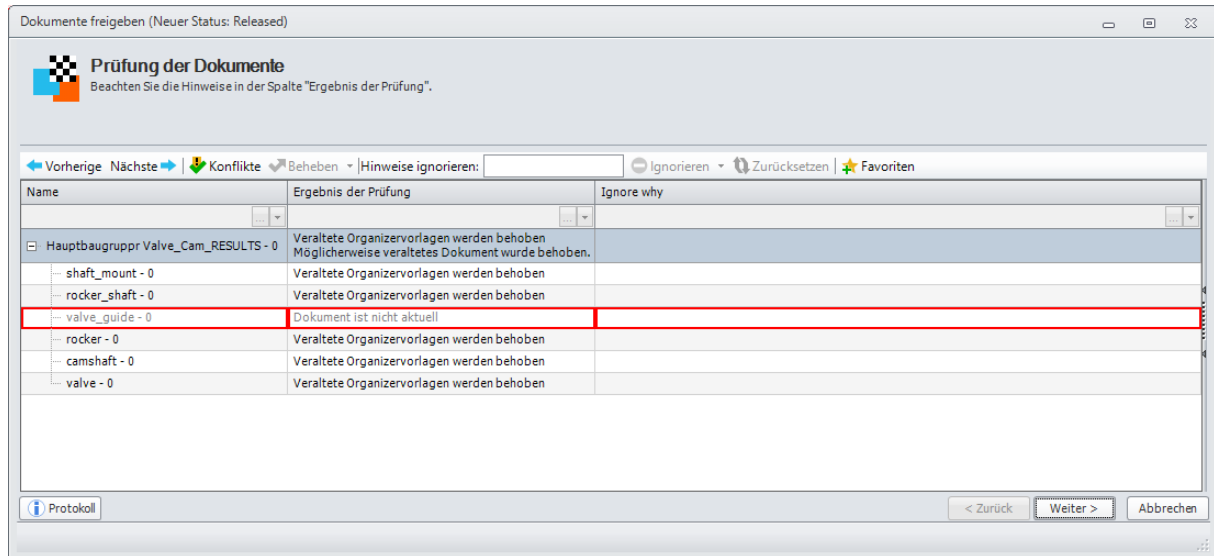 Dokumente freigeben (Neuer Status: Released)
Prüfung der Dokumente
Beachten Sie die Hinweise in der Spalte "Ergebnis der Prüfung".
Vorherige Nächste Konflikte Beheben Hinweise ignorieren: Ignorieren Zurücksetzen Favoriten
Name Ergebnis der Prüfung Ignore why
... ... ...
Hauptbaugruppr Valve_Cam_RESULTS - 0 Veraltete Organizervorlagen werden behoben
Möglicherweise veraltetes Dokument wurde behoben.
shaft_mount - 0 Veraltete Organizervorlagen werden behoben
rocker_shaft - 0 Veraltete Organizervorlagen werden behoben
valve_guide - 0 Dokument ist nicht aktuell
rocker - 0 Veraltete Organizervorlagen werden behoben
camshaft - 0 Veraltete Organizervorlagen werden behoben
valve - 0 Veraltete Organizervorlagen werden behoben
Protokoll < Zurück Weiter > Abbrechen